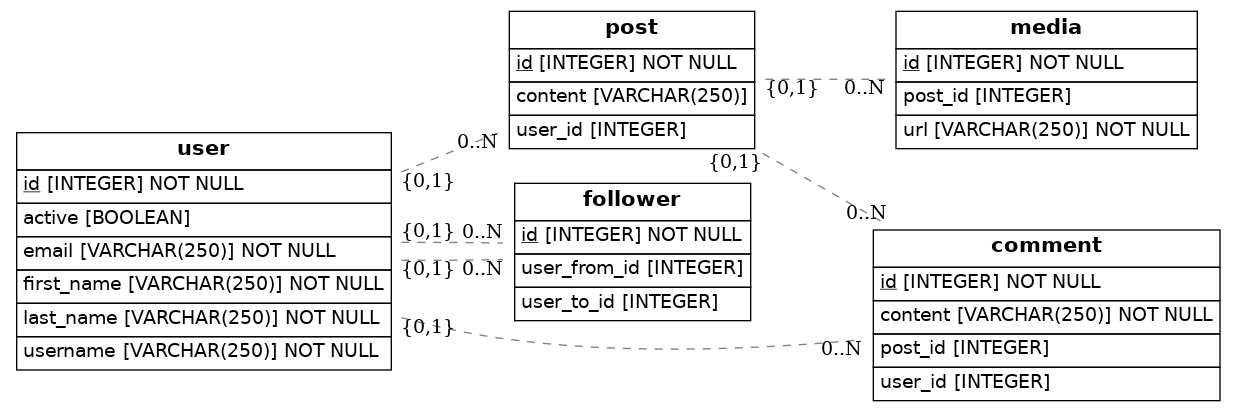 user
id [INTEGER] NOT NULL
active [BOOLEAN]
email [VARCHAR(250)] NOT NULL
first_name [VARCHAR(250)] NOT NULL
last_name [VARCHAR(250)] NOT NULL
username [VARCHAR(250)] NOT NULL
0..N
{0,1}
{0,1} 0..N
{0,1} 0..N
{0,1}
0..N
post
id [INTEGER] NOT NULL
content [VARCHAR(250)]
user_id [INTEGER]
follower
id [INTEGER] NOT NULL
user_from_id [INTEGER]
user_to_id [INTEGER]
{0,1} 0..N
{0,1}
0..N
media
id [INTEGER] NOT NULL
post_id [INTEGER]
url [VARCHAR(250)] NOT NULL
comment
id [INTEGER] NOT NULL
content [VARCHAR(250)] NOT NULL
post_id [INTEGER]
user_id [INTEGER]